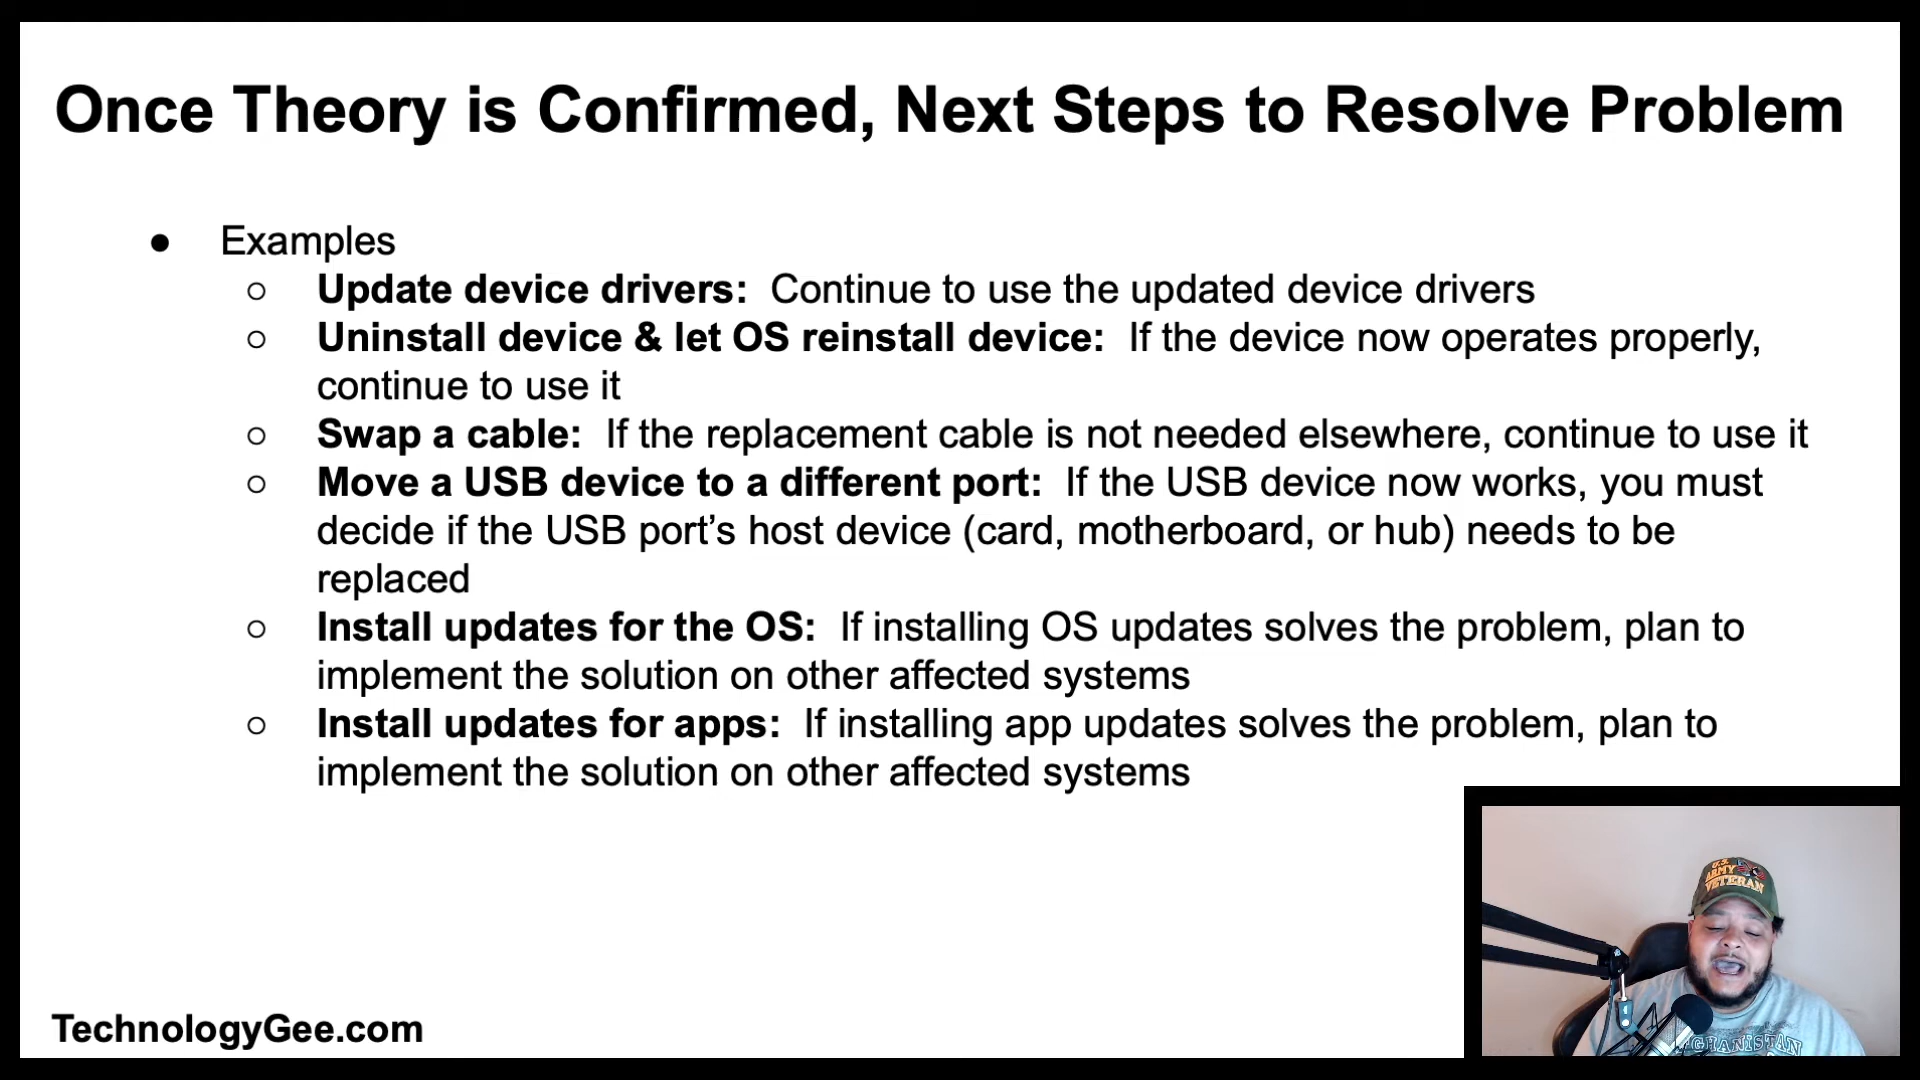 Once Theory is Confirmed, Next Steps to Resolve Problem
● Examples
○ Update device drivers: Continue to use the updated device drivers
○ Uninstall device & let OS reinstall device: If the device now operates properly,
continue to use it
○ Swap a cable: If the replacement cable is not needed elsewhere, continue to use it
○ Move a USB device to a different port: If the USB device now works, you must
decide if the USB port’s host device (card, motherboard, or hub) needs to be
replaced
○ Install updates for the OS: If installing OS updates solves the problem, plan to
implement the solution on other affected systems
○ Install updates for apps: If installing app updates solves the problem, plan to
implement the solution on other affected systems
U.S.
ARMY
VETERAN
GHANISTAN
TechnologyGee.com